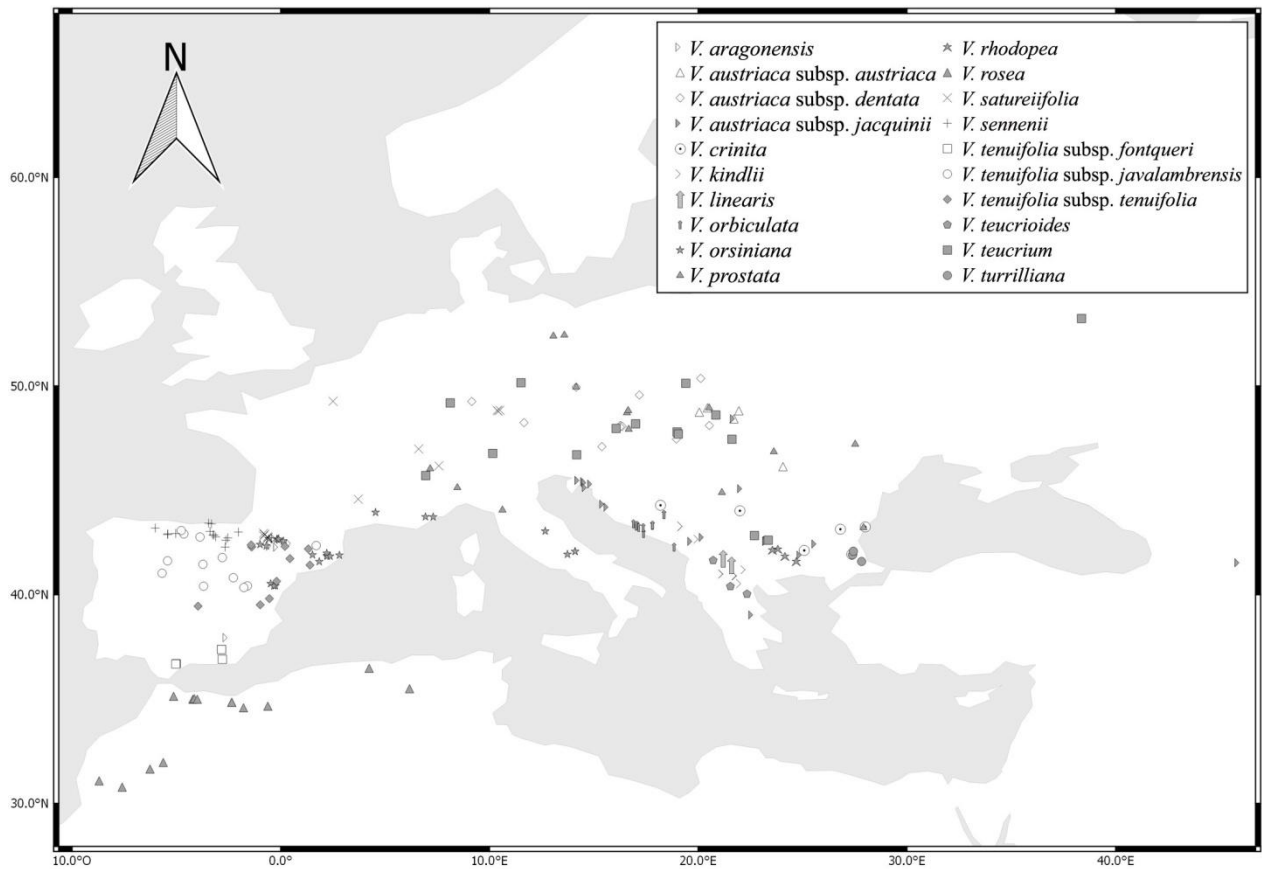 N
V. aragonensis
V. austriaca subsp. austriaca
V. austriaca subsp. dentata
V. austriaca subsp. jacquinii
V. crinita
V. kindlii
V. linearis
V. orbiculata
V. orsiniana
V. prostata
V. rhodopea
V. rosea
V. satureiifolia
V. sennenii
V. tenuifolia subsp. fontqueri
V. tenuifolia subsp. javalambrensis
V. tenuifolia subsp. tenuifolia
V. teucrioides
V. teucrium
V. turrilliana
60.0°N
50.0°N
40.0°N
30.0°N
10.0°O 0.0° 10.0°E 20.0°E 30.0°E 40.0°E